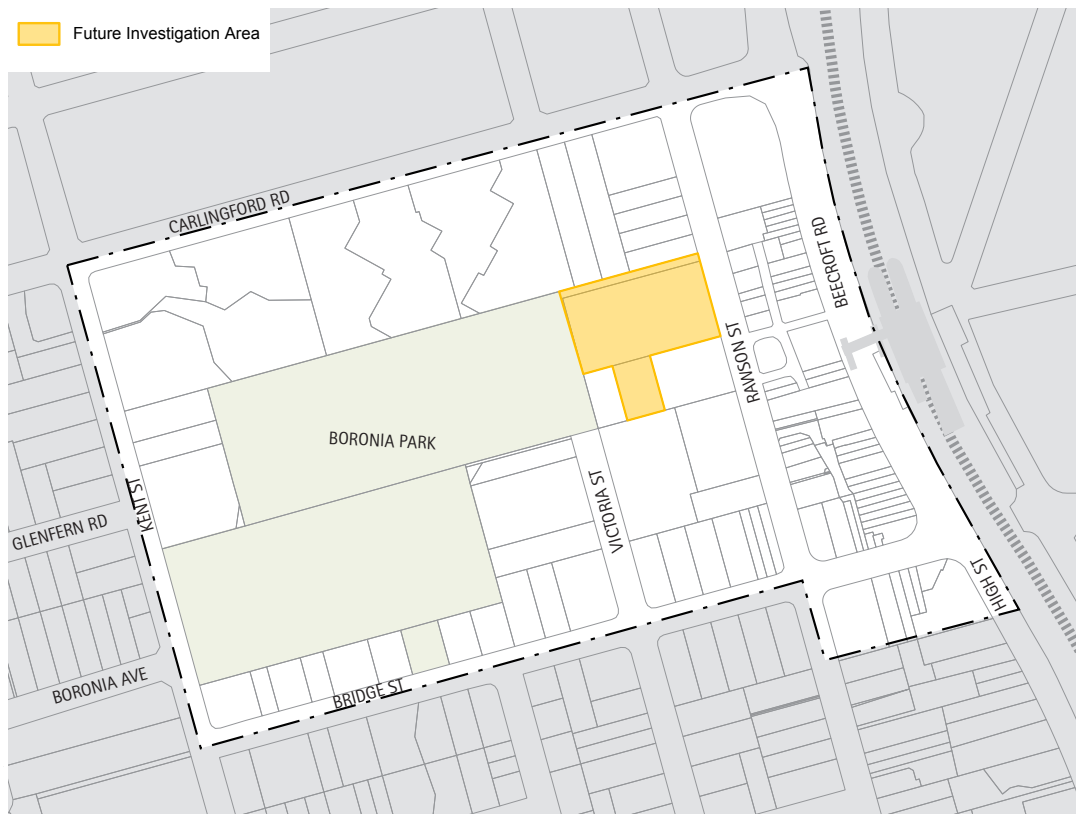 Future Investigation Area
CARLINGFORD RD
BEECROFT RD
RAWSON ST
BORONIA PARK
KENT ST
GLENFERN RD
VICTORIA ST
HIGH ST
BORONIA AVE
BRIDGE ST